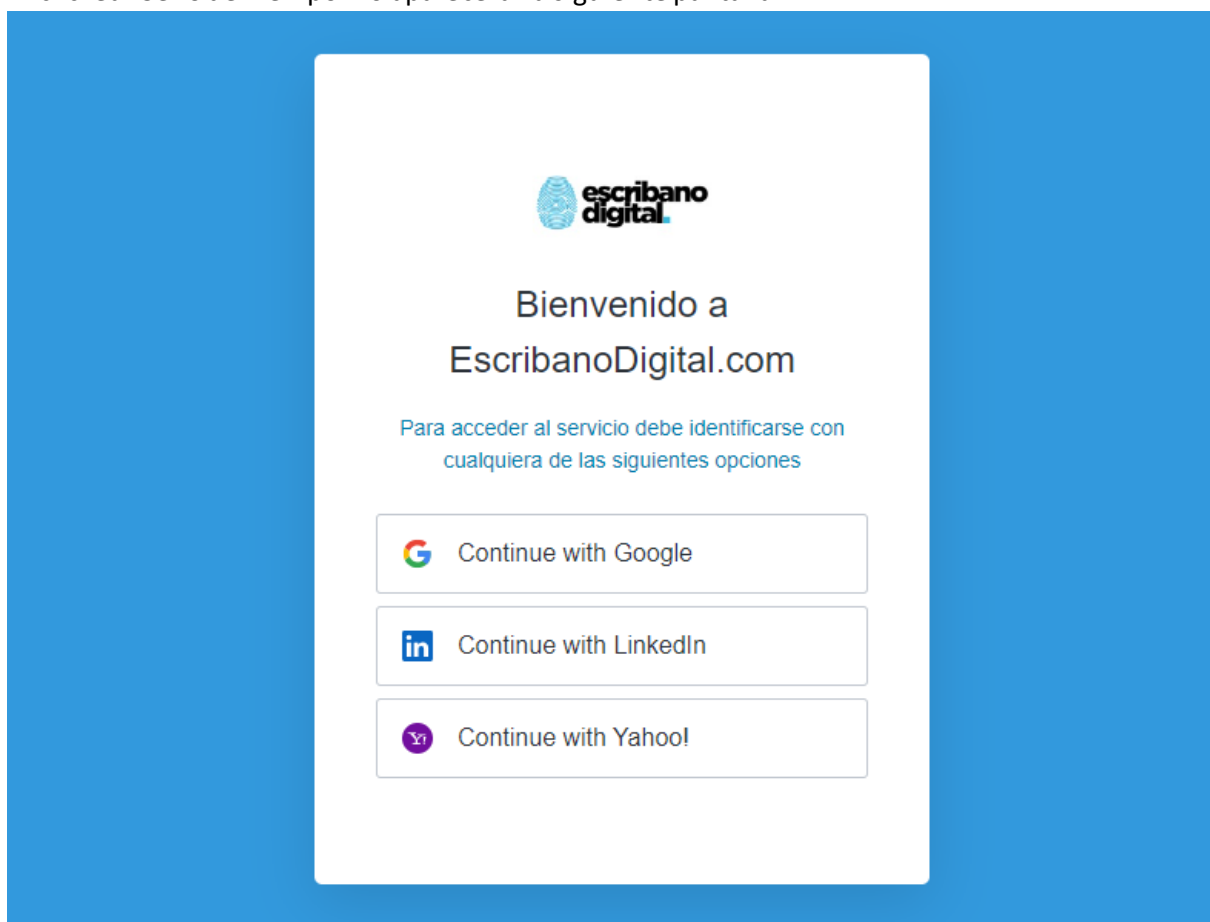 escribano
digital.
Bienvenido a
EscribanoDigital.com
Para acceder al servicio debe identificarse con
cualquiera de las siguientes opciones
Continue with Google
Continue with LinkedIn
Continue with Yahoo!